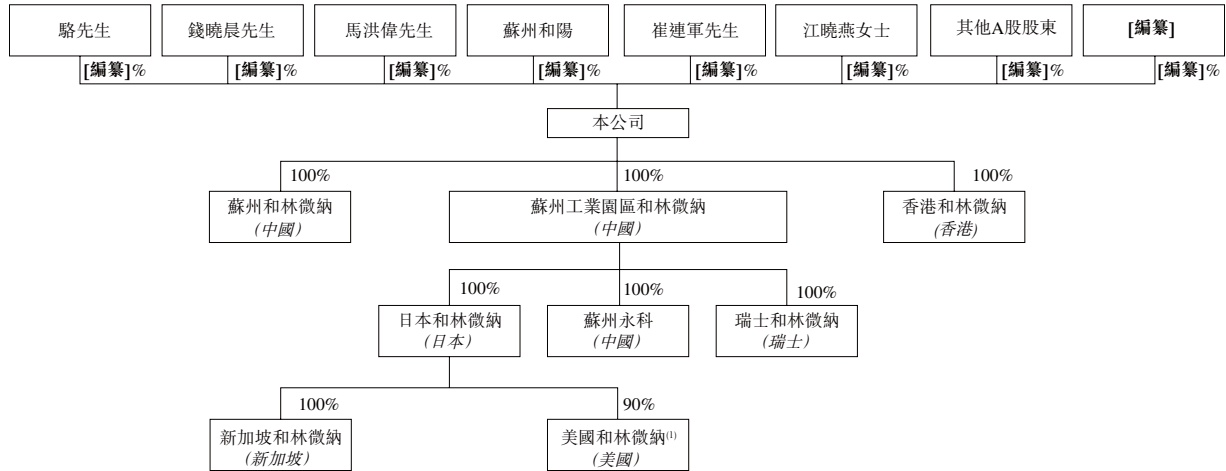 駱先生
錢曉晨先生
馬洪偉先生
蘇州和陽
崔連軍先生
江曉燕女士
其他A股股東
[編纂]
[編纂]%
[編纂]%
[編纂]%
[編纂]%
[編纂]%
[編纂]%
[編纂]%
[編纂]%
本公司
100%
100%
100%
蘇州和林微納
(中國)
蘇州工業園區和林微納
(中國)
香港和林微納
(香港)
100%
100%
100%
日本和林微納
(日本)
蘇州永科
(中國)
瑞士和林微納
(瑞士)
100%
90%
新加坡和林微納
(新加坡)
美國和林微納(1)
(美國)